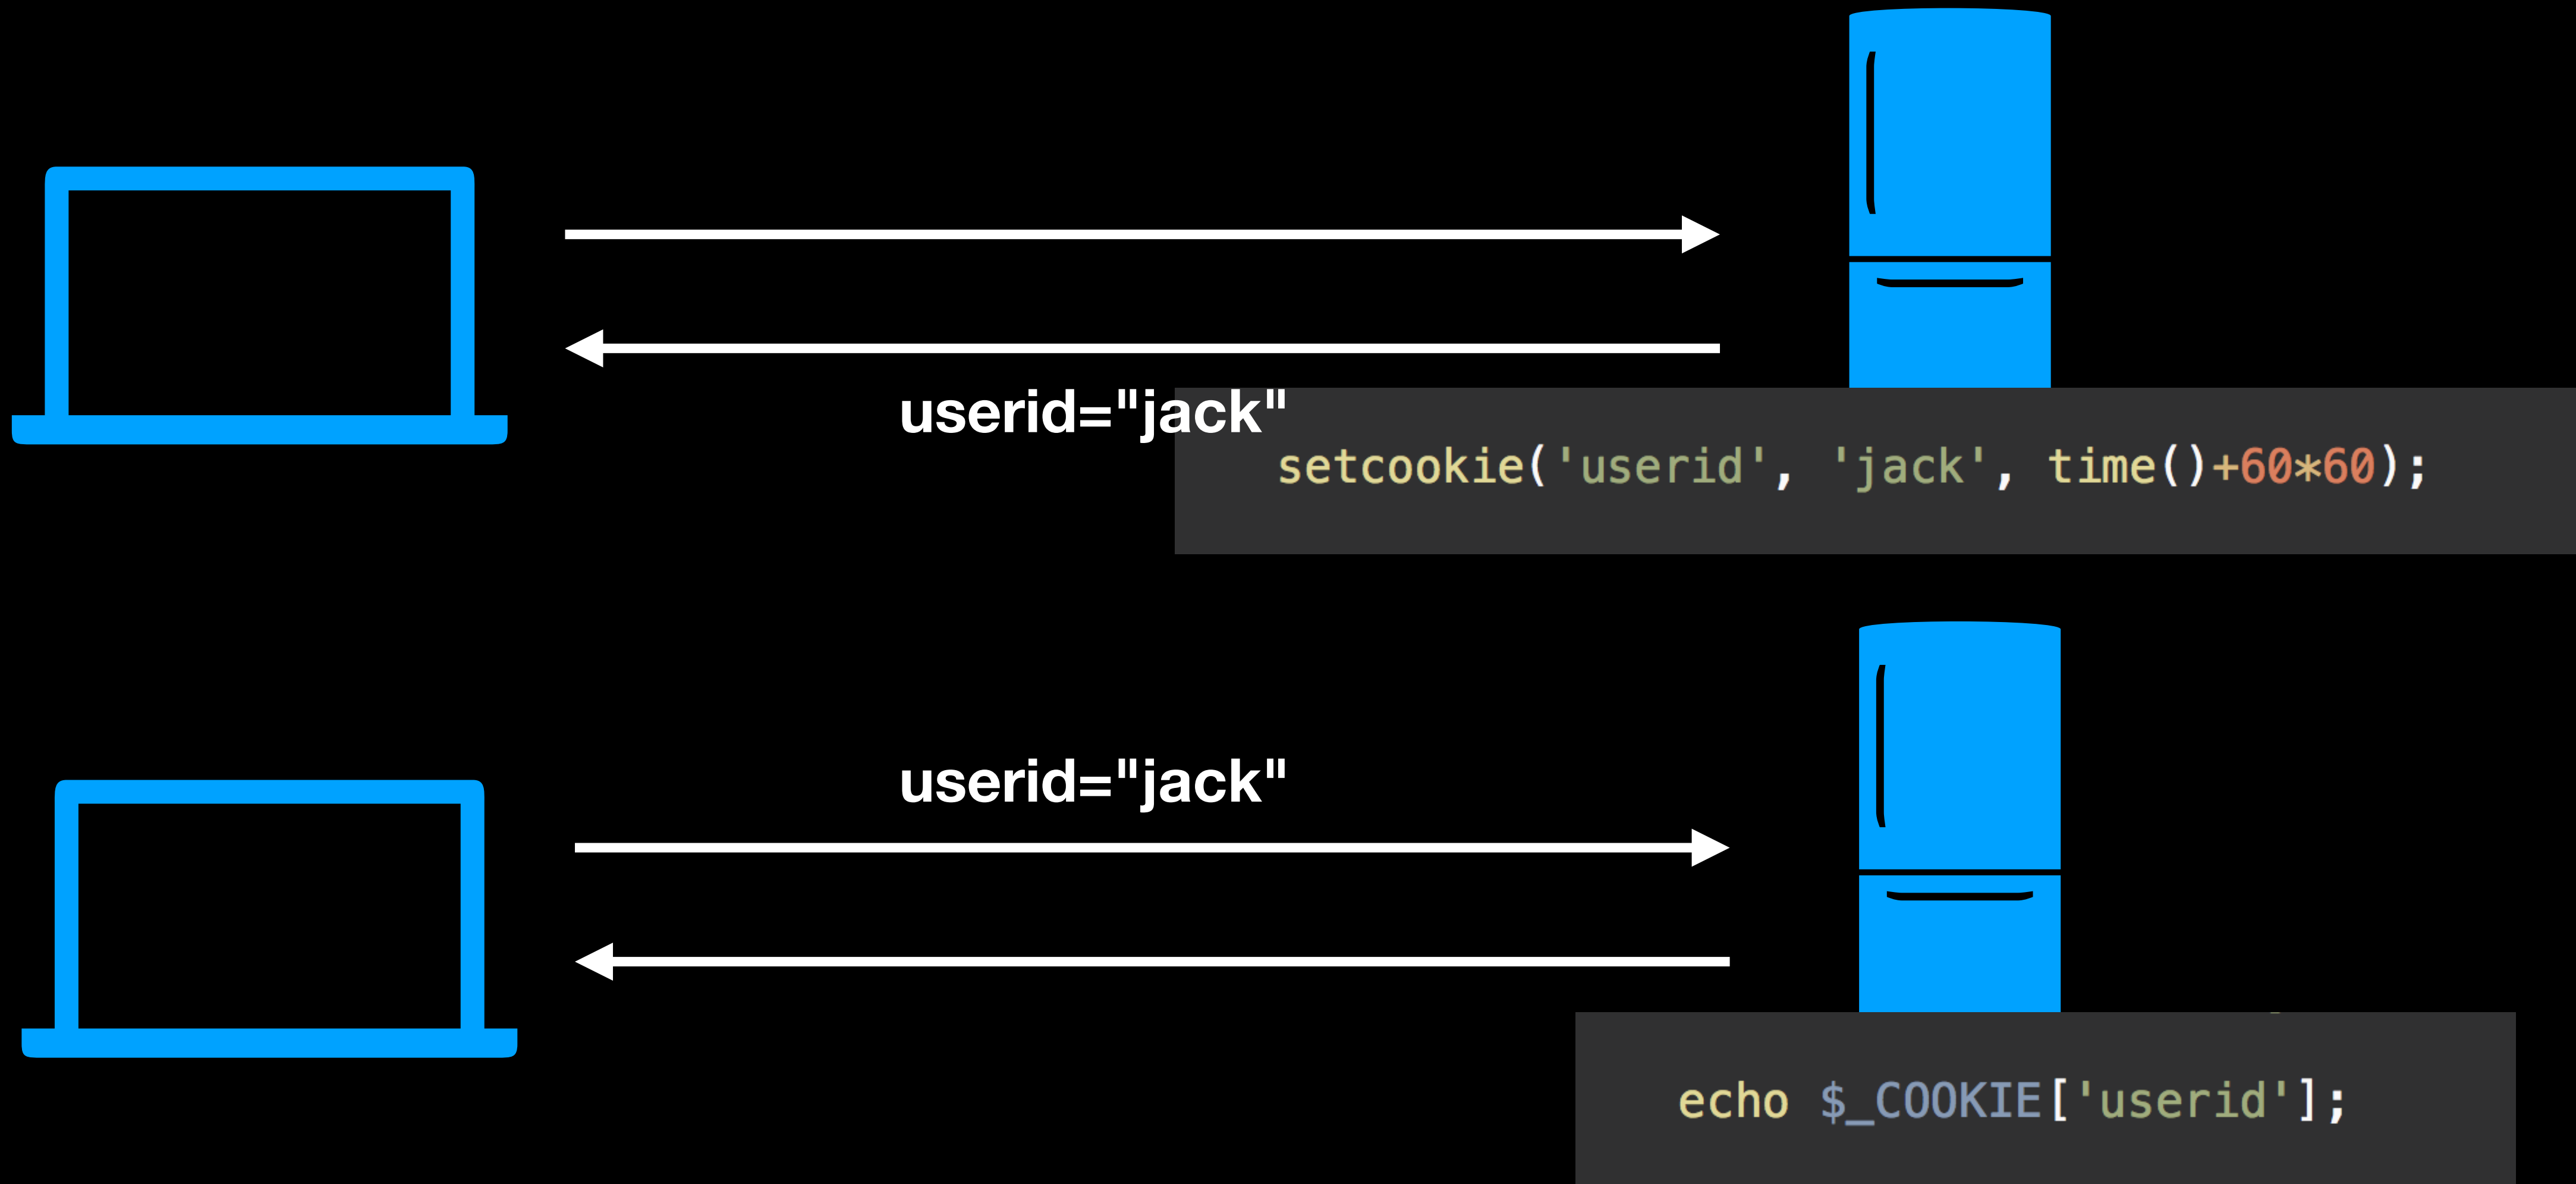 userid="jack"
setcookie('userid', 'jack', time()+60*60);
userid="jack"
echo $_COOKIE['userid'];